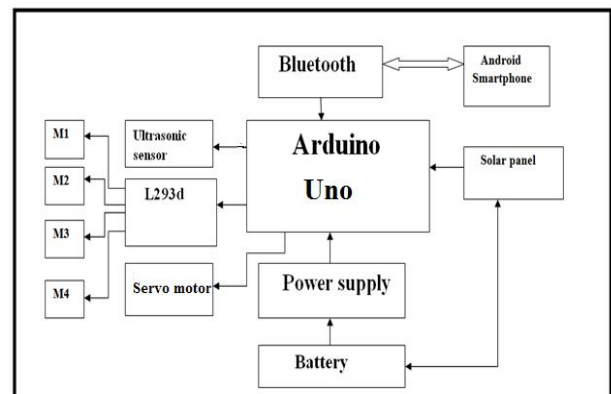 Bluetooth
Android
Smartphone
M1
Ultrasonic
sensor
Arduino
Uno
Solar panel
M2
L293d
M3
M4
Servo motor
Power supply
Battery